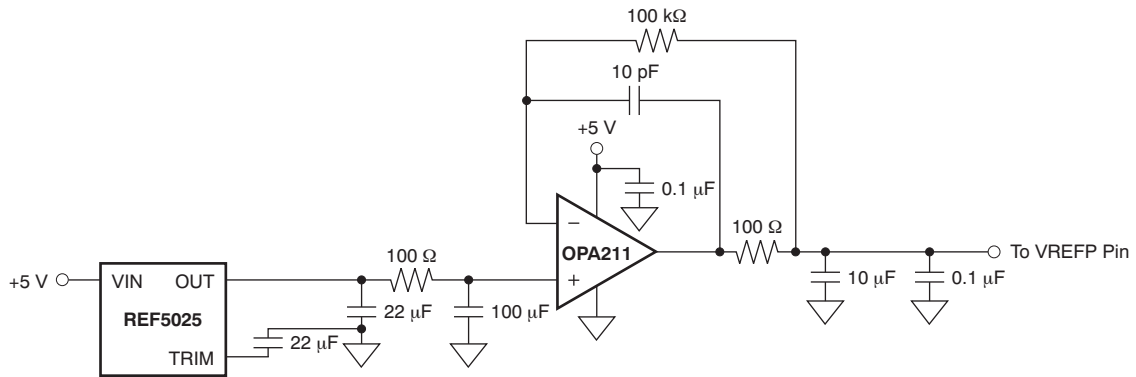 100 kΩ
10 pF
+5 V
0.1 μF
− 
OPA211
+
100 Ω
100 Ω
To VREFP Pin
+5 V
VIN
OUT
REF5025
TRIM
22 μF
22 μF
100 μF
10 μF
0.1 μF